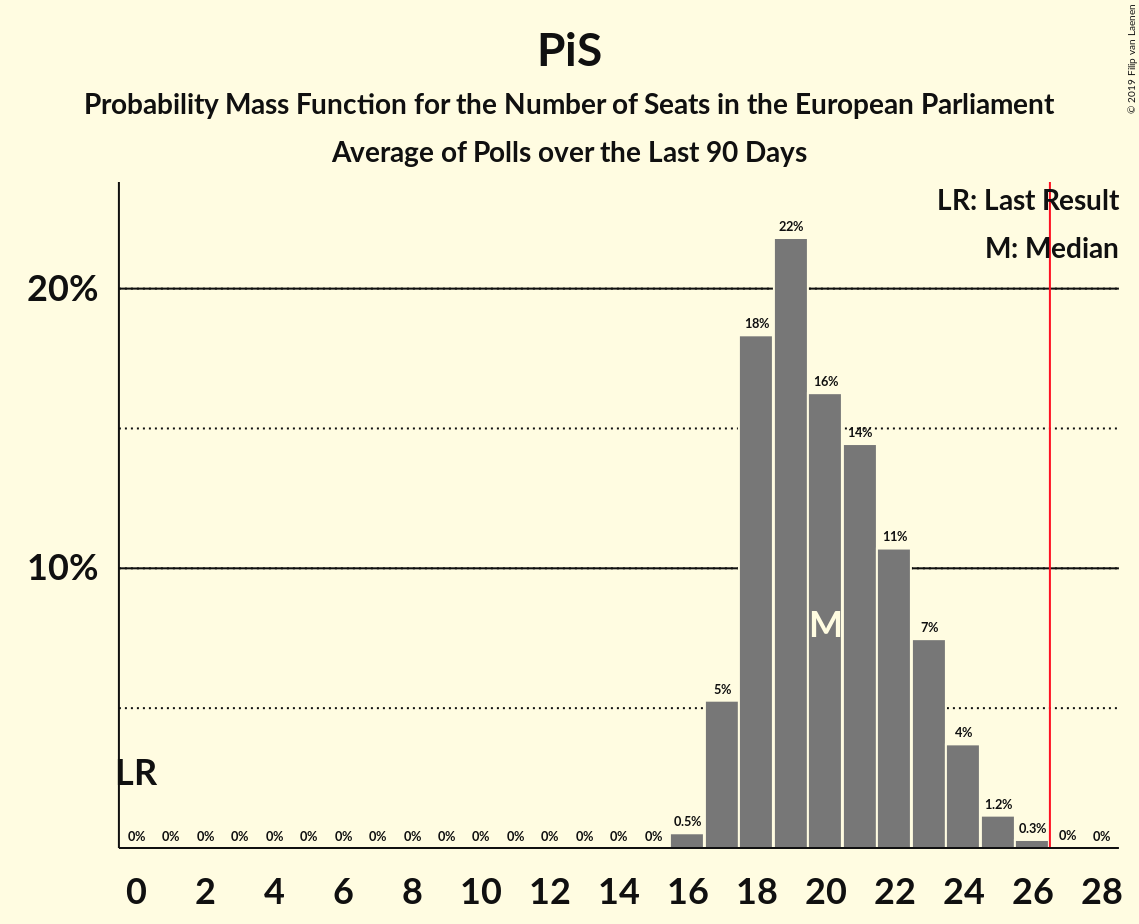 PiS
Probability Mass Function for the Number of Seats in the European Parliament
Average of Polls over the Last 90 Days
© 2019 Filip van Laenen
LR: Last Result
M: Median
20%
10%
22%
18%
16%
14%
11%
7%
5%
4%
1.2%
0.5%
0.3%
M
LR
0% 0% 0% 0% 0% 0% 0% 0% 0% 0% 0% 0% 0% 0% 0% 0% 0% 0%
0 2 4 6 8 10 12 14 16 18 20 22 24 26 28